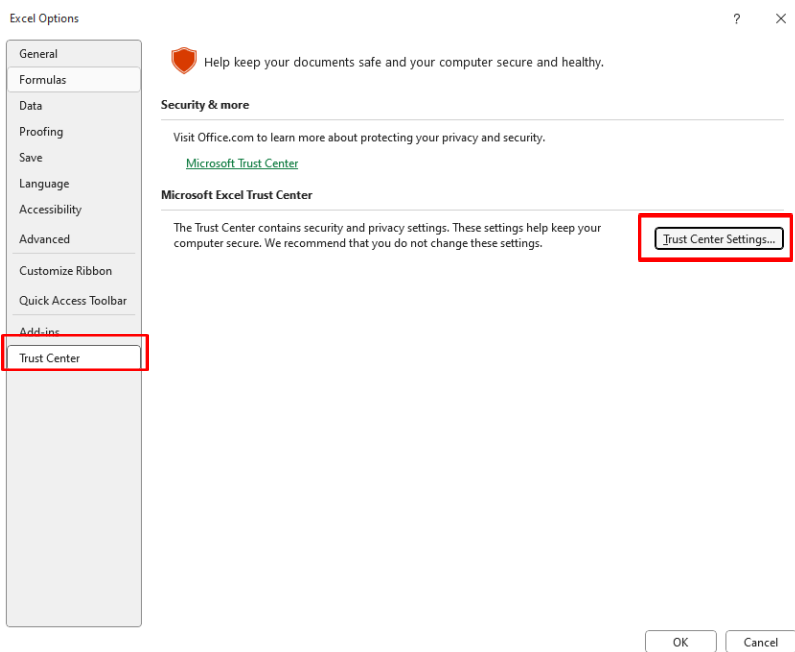 Excel Options
?
General
Formulas
Data
Proofing
Save
Language
Accessibility
Advanced
Customize Ribbon
Quick Access Toolbar
Add-ins
Trust Center
Help keep your documents safe and your computer secure and healthy.
Security & more
Visit Office.com to learn more about protecting your privacy and security.
Microsoft Trust Center
Microsoft Excel Trust Center
The Trust Center contains security and privacy settings. These settings help keep your
computer secure. We recommend that you do not change these settings.
Trust Center Settings...
OK
Cancel